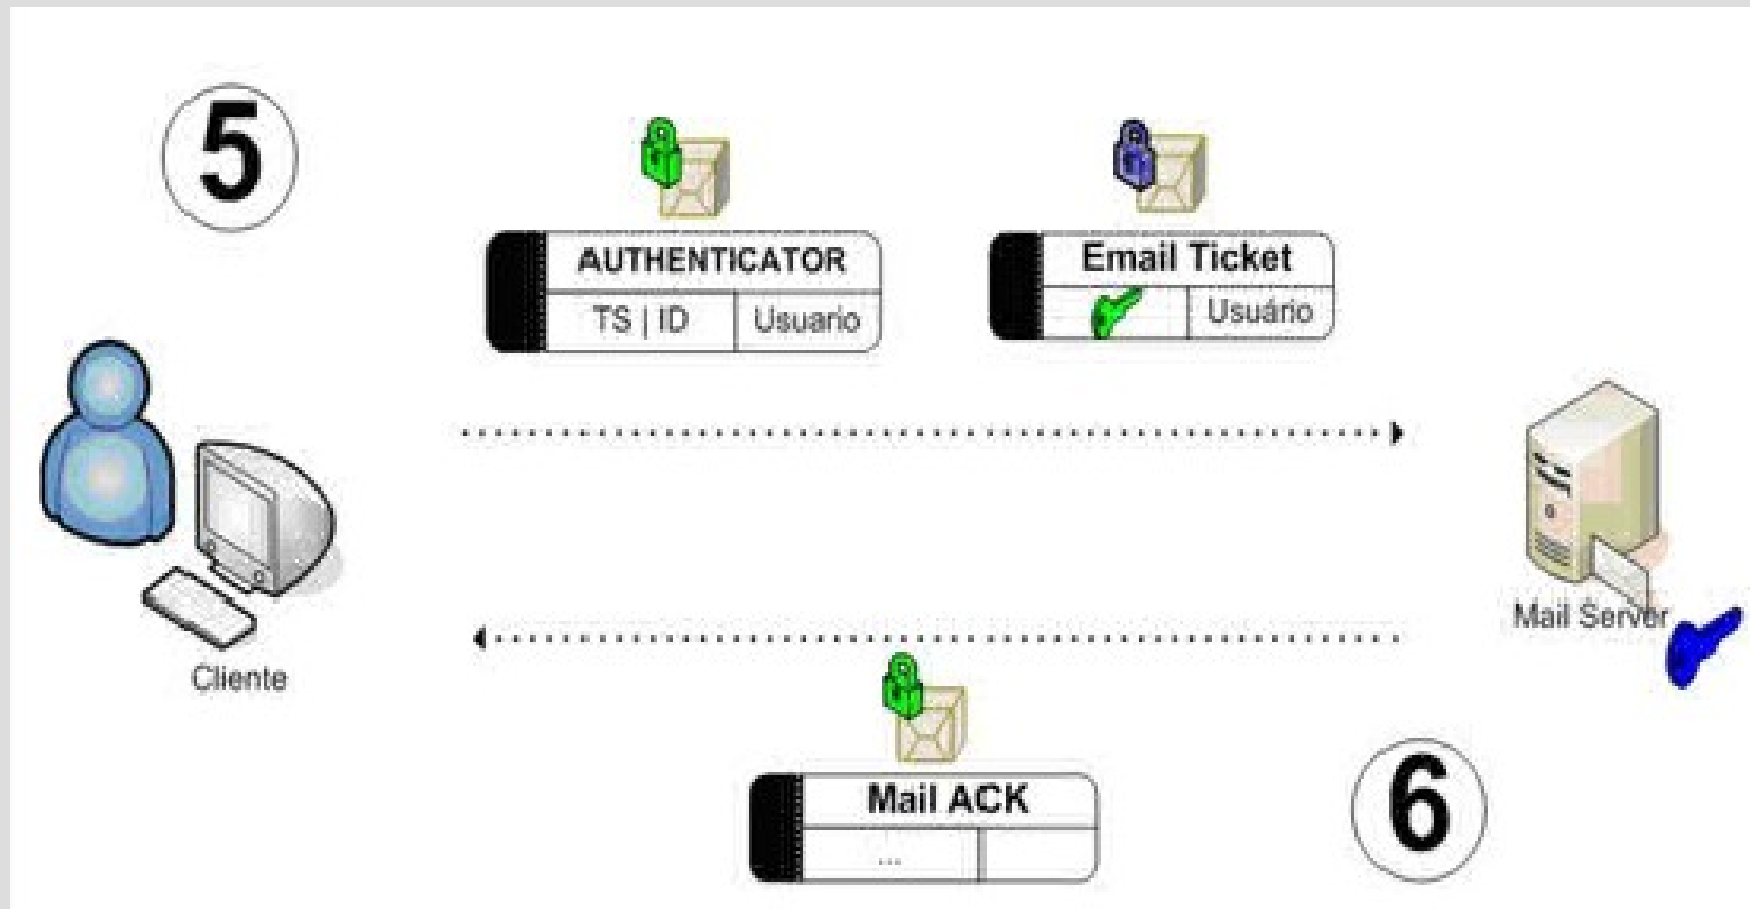 5
AUTHENTICATOR
TS | ID
Usuario
Email Ticket
Usuário
Cliente
Mail Server
Mail ACK
...
6